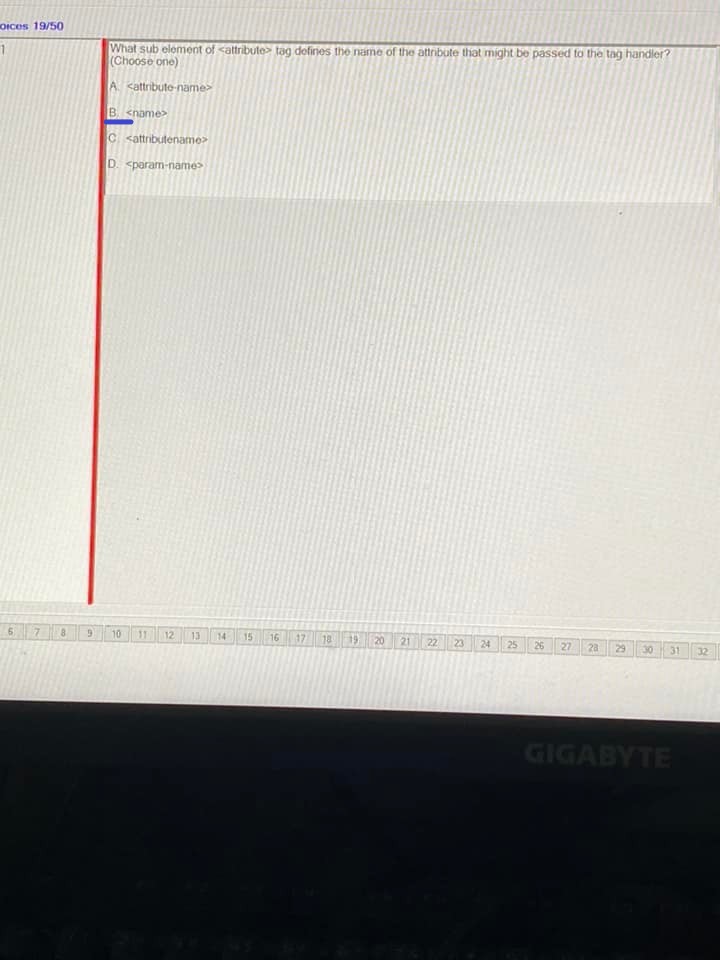 oices 19/50
1
What sub element of <attribute> tag defines the name of the attribute that might be passed to the tag handler?
(Choose one)
A. <attribute-name>
B. <name>
C. <attributename>
D. <param-name>
6 7 8 9 10 11 12 13 14 15 16 17 18 19 20 21 22 23 24 25 26 27 28 29 30 31 32
GIGABYTE